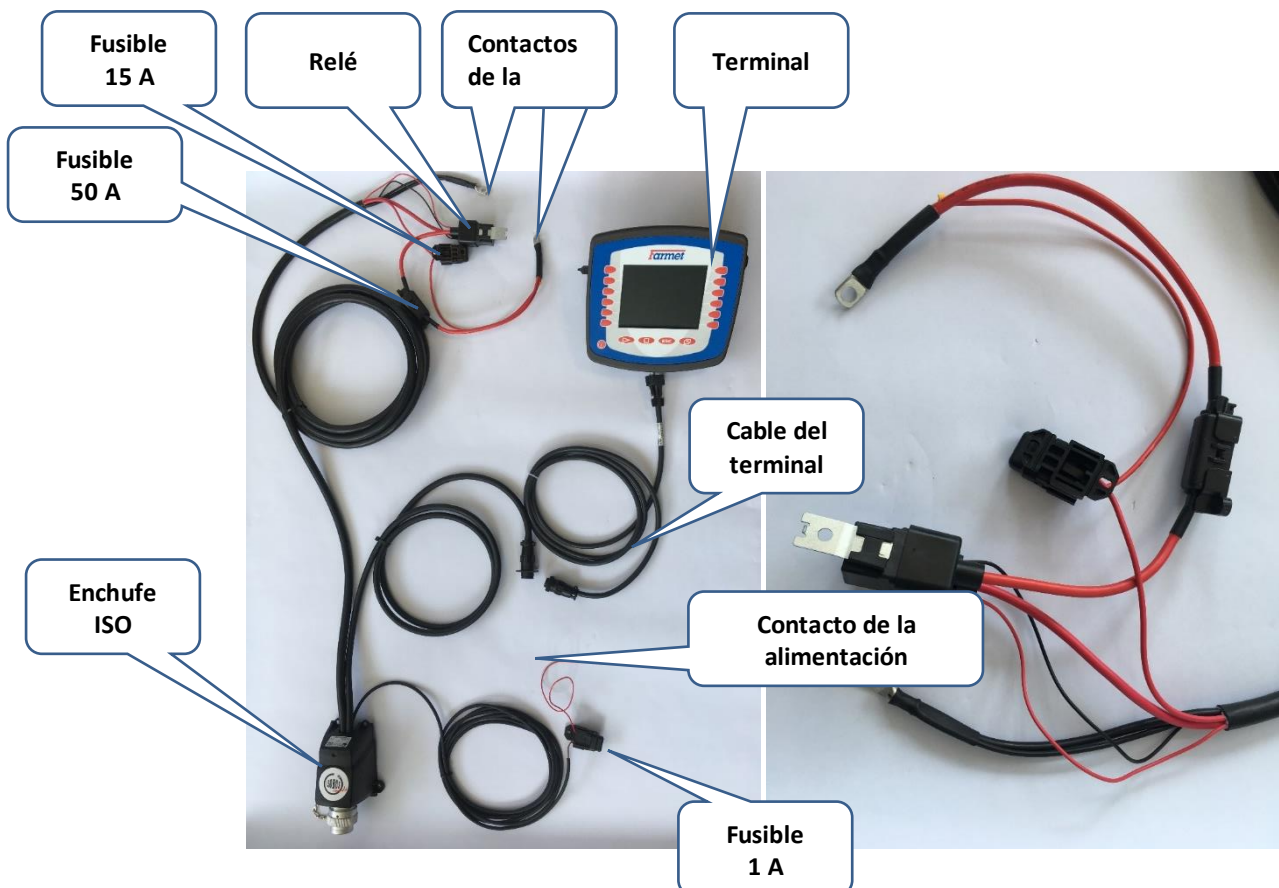 Fusible
15 A
Relé
Contactos
de la
Terminal
Fusible
50 A
farmet
Cable del
terminal
Enchufe
ISO
Contacto de la
alimentación
Fusible
1 A